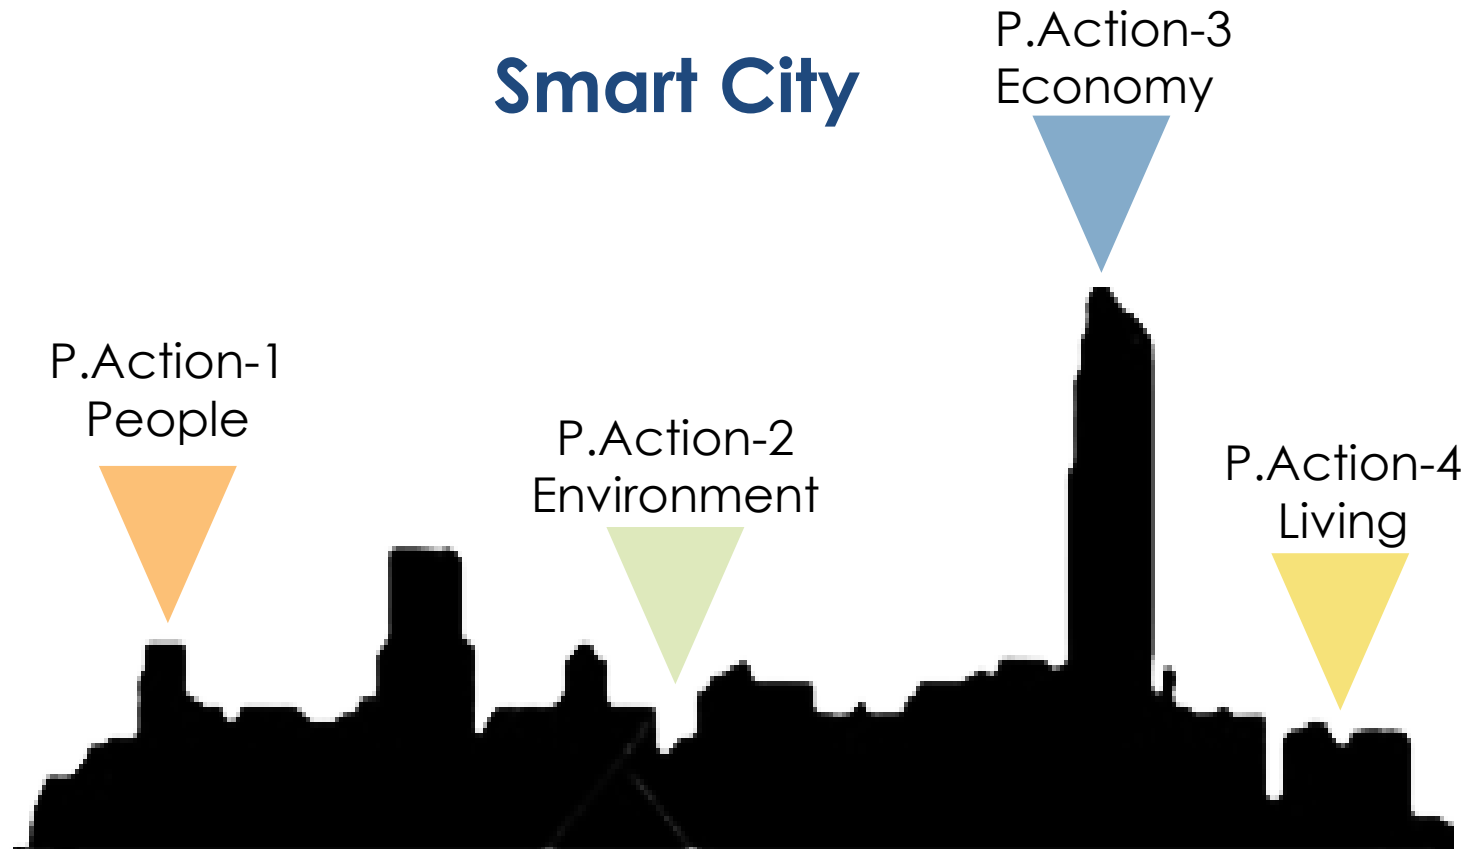 Smart City
P.Action-3
Economy
P.Action-1
People
P.Action-2
Environment
P.Action-4
Living